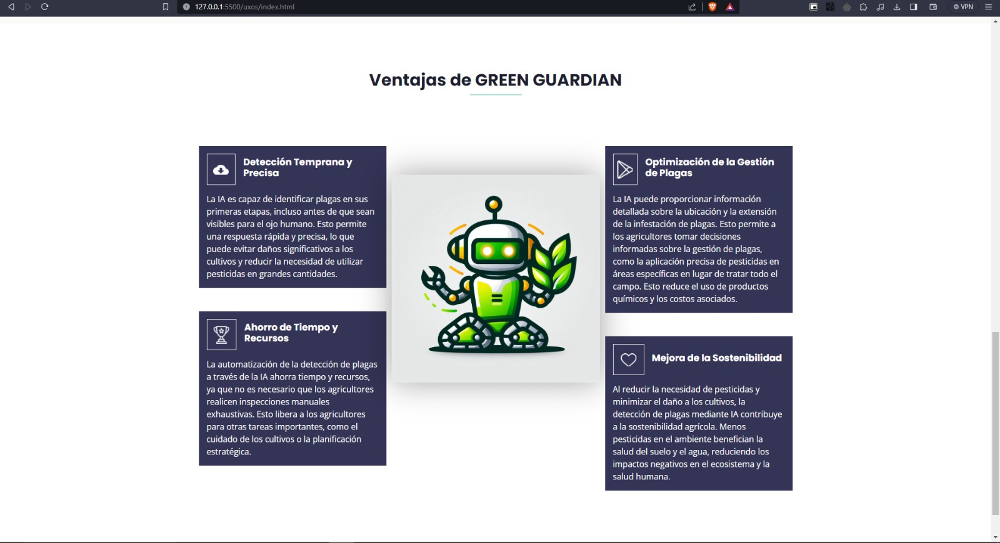 127.0.0.1:5500/uxos/index.html
VPN
Ventajas de GREEN GUARDIAN
Detección Temprana y
Precisa
La IA es capaz de identificar plagas en sus
primeras etapas, incluso antes de que sean
visibles para el ojo humano. Esto permite
una respuesta rápida y precisa, lo que
puede evitar daños significativos a los
cultivos y reducir la necesidad de utilizar
pesticidas en grandes cantidades.
Ahorro de Tiempo y
Recursos
La automatización de la detección de plagas
a través de la IA ahorra tiempo y recursos,
ya que no es necesario que los agricultores
realicen inspecciones manuales
exhaustivas. Esto libera a los agricultores
para otras tareas importantes, como el
cuidado de los cultivos o la planificación
estratégica.
Optimización de la Gestión
de Plagas
La IA puede proporcionar información
detallada sobre la ubicación y la extensión
de la infestación de plagas. Esto permite a
los agricultores tomar decisiones
informadas sobre la gestión de plagas,
como la aplicación precisa de pesticidas en
áreas específicas en lugar de tratar todo el
campo. Esto reduce el uso de productos
químicos y los costos asociados.
Mejora de la Sostenibilidad
Al reducir la necesidad de pesticidas y
minimizar el daño a los cultivos, la
detección de plagas mediante IA contribuye
a la sostenibilidad agrícola. Menos
pesticidas en el ambiente benefician la
salud del suelo y el agua, reduciendo los
impactos negativos en el ecosistema y la
salud humana.